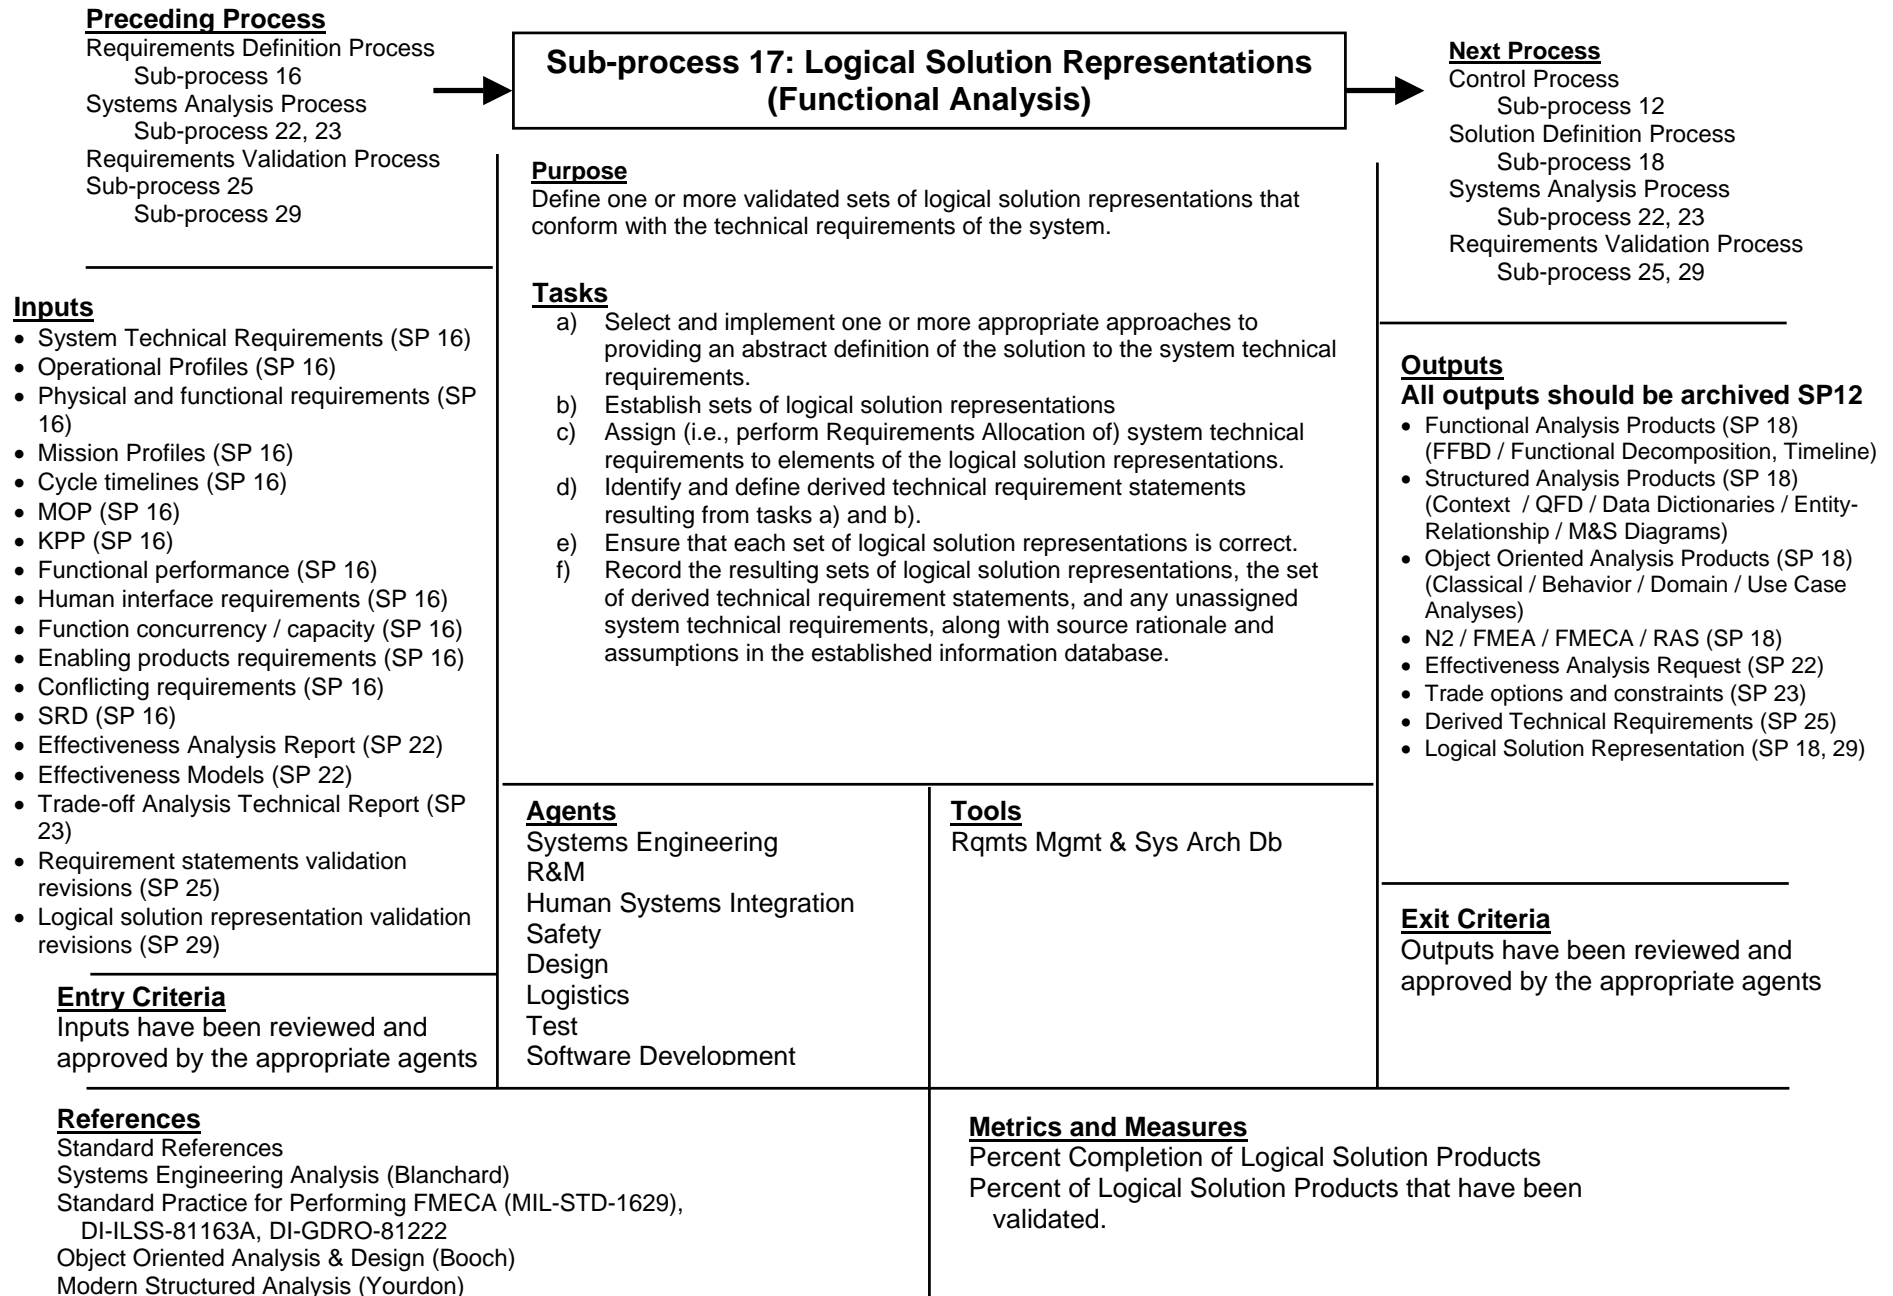 Preceding Process
Requirements Definition Process
Sub-process 16
Systems Analysis Process
Sub-process 22, 23
Requirements Validation Process
Sub-process 25
Sub-process 29
Sub-process 17: Logical Solution Representations
(Functional Analysis)
Next Process
Control Process
Sub-process 12
Solution Definition Process
Sub-process 18
Systems Analysis Process
Sub-process 22, 23
Requirements Validation Process
Sub-process 25, 29
Purpose
Define one or more validated sets of logical solution representations that
conform with the technical requirements of the system.
Inputs
• System Technical Requirements (SP 16)
• Operational Profiles (SP 16)
• Physical and functional requirements (SP
16)
• Mission Profiles (SP 16)
• Cycle timelines (SP 16)
• MOP (SP 16)
• KPP (SP 16)
• Functional performance (SP 16)
• Human interface requirements (SP 16)
• Function concurrency / capacity (SP 16)
• Enabling products requirements (SP 16)
• Conflicting requirements (SP 16)
• SRD (SP 16)
• Effectiveness Analysis Report (SP 22)
• Effectiveness Models (SP 22)
• Trade-off Analysis Technical Report (SP
23)
• Requirement statements validation
revisions (SP 25)
• Logical solution representation validation
revisions (SP 29)
Tasks
a) Select and implement one or more appropriate approaches to
providing an abstract definition of the solution to the system technical
requirements.
b) Establish sets of logical solution representations
c) Assign (i.e., perform Requirements Allocation of) system technical
requirements to elements of the logical solution representations.
d) Identify and define derived technical requirement statements
resulting from tasks a) and b).
e) Ensure that each set of logical solution representations is correct.
f) Record the resulting sets of logical solution representations, the set
of derived technical requirement statements, and any unassigned
system technical requirements, along with source rationale and
assumptions in the established information database.
Outputs
All outputs should be archived SP12
• Functional Analysis Products (SP 18)
(FFBD / Functional Decomposition, Timeline)
• Structured Analysis Products (SP 18)
(Context / QFD / Data Dictionaries / Entity-
Relationship / M&S Diagrams)
• Object Oriented Analysis Products (SP 18)
(Classical / Behavior / Domain / Use Case
Analyses)
• N2 / FMEA / FMECA / RAS (SP 18)
• Effectiveness Analysis Request (SP 22)
• Trade options and constraints (SP 23)
• Derived Technical Requirements (SP 25)
• Logical Solution Representation (SP 18, 29)
Agents
Systems Engineering
R&M
Human Systems Integration
Safety
Design
Logistics
Test
Software Development
Tools
Rqmts Mgmt & Sys Arch Db
Exit Criteria
Outputs have been reviewed and
approved by the appropriate agents
Entry Criteria
Inputs have been reviewed and
approved by the appropriate agents
References
Standard References
Systems Engineering Analysis (Blanchard)
Standard Practice for Performing FMECA (MIL-STD-1629),
DI-ILSS-81163A, DI-GDRO-81222
Object Oriented Analysis & Design (Booch)
Modern Structured Analysis (Yourdon)
Metrics and Measures
Percent Completion of Logical Solution Products
Percent of Logical Solution Products that have been
validated.